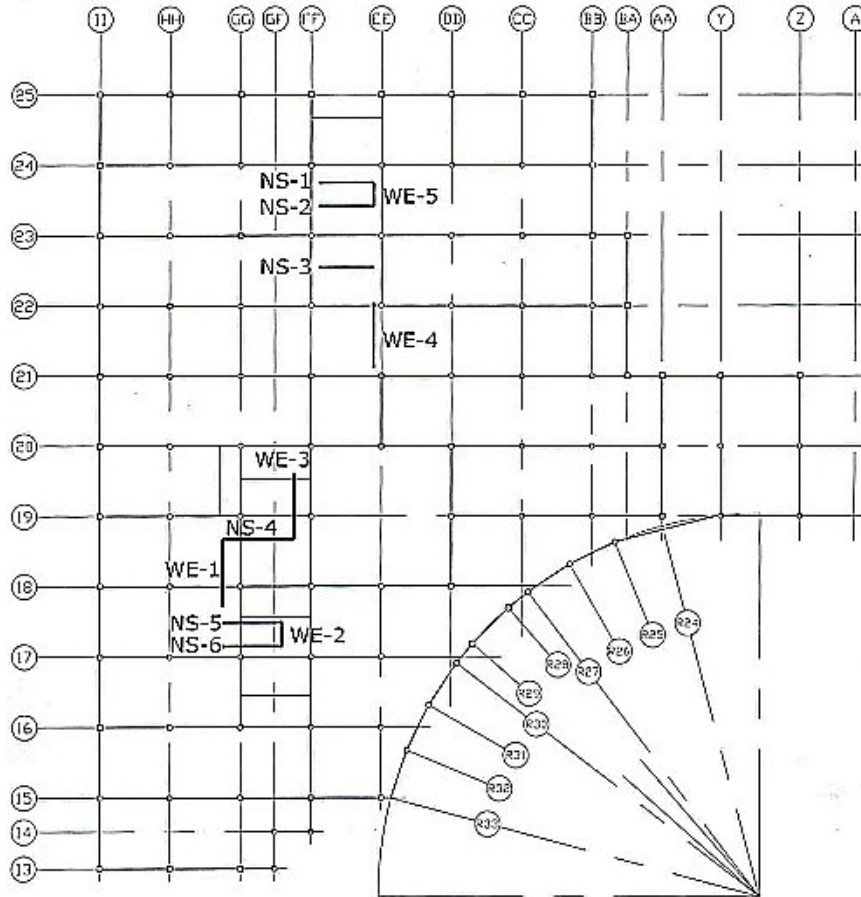 II HH GG GF FF EE DD CC BB BA AA Y Z A
25
24
NS-1
WE-5
NS-2
23
NS-3
22
WE-4
21
20
WE-3
19
NS-4
WE-1
18
NS-5
WE-2
NS-6
17
16
15
14
13
R24
R25
R26
R27
R28
R29
R30
R31
R32
R33